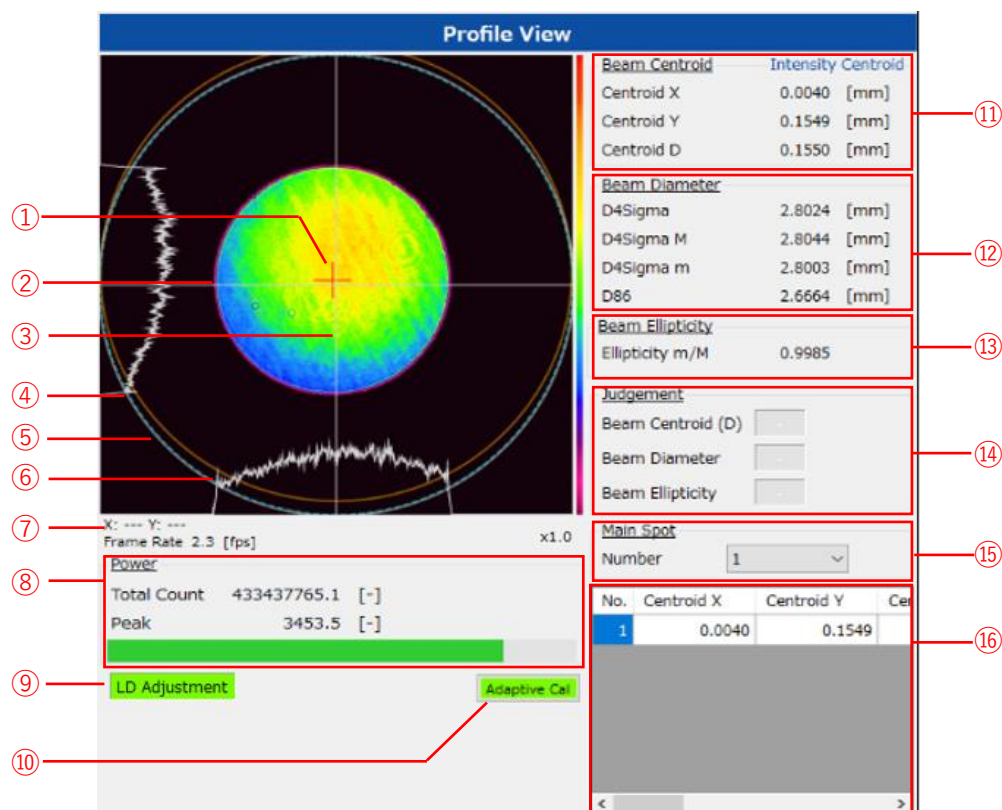 Profile View
①
②
③
④
⑤
⑥
⑦
X: --- Y: ---
Frame Rate 2.3 [fps]
x1.0
⑧
Power
Total Count 433437765.1 [-]
Peak 3453.5 [-]
⑨
LD Adjustment
Adaptive Cal
⑩
Beam Centroid Intensity Centroid
Centroid X 0.0040 [mm]
Centroid Y 0.1549 [mm]
Centroid D 0.1550 [mm]
⑪
Beam Diameter
D4Sigma 2.8024 [mm]
D4Sigma M 2.8044 [mm]
D4Sigma m 2.8003 [mm]
D86 2.6664 [mm]
⑫
Beam Ellipticity
Ellipticity m/M 0.9985
⑬
Judgement
Beam Centroid (D) -
Beam Diameter -
Beam Ellipticity -
⑭
Main Spot
Number 1
⑮
No. Centroid X Centroid Y Cer
1 0.0040 0.1549
⑯